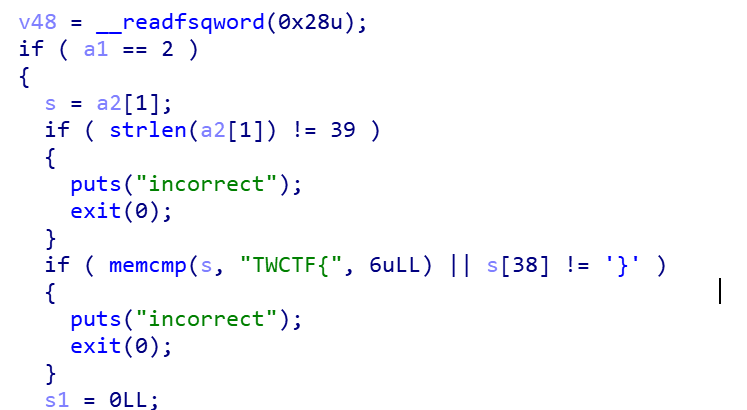 v48 = __readfsqword(0x28u);
if ( a1 == 2 )
{
  s = a2[1];
  if ( strlen(a2[1]) != 39 )
  {
    puts("incorrect");
    exit(0);
  }
  if ( memcmp(s, "TWCTF{", 6uLL) || s[38] != '}' )
  {
    puts("incorrect");
    exit(0);
  }
  s1 = 0LL;